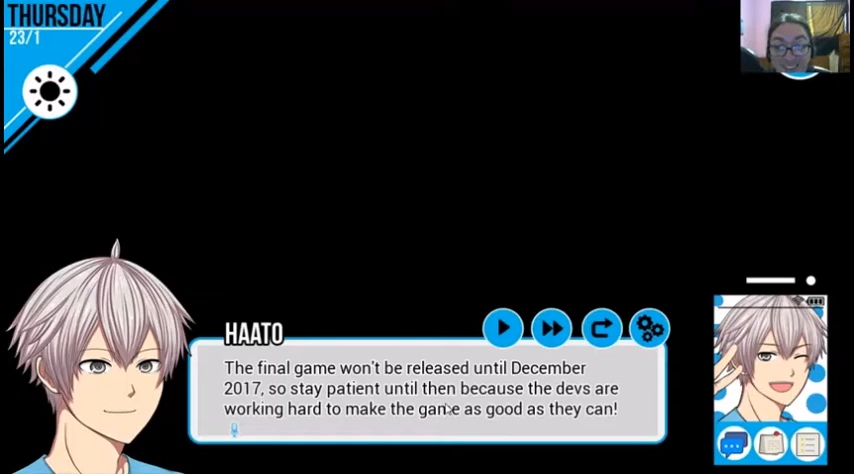 THURSDAY
23/1
HAATO
The final game won't be released until December
2017, so stay patient until then because the devs are
working hard to make the game as good as they can!